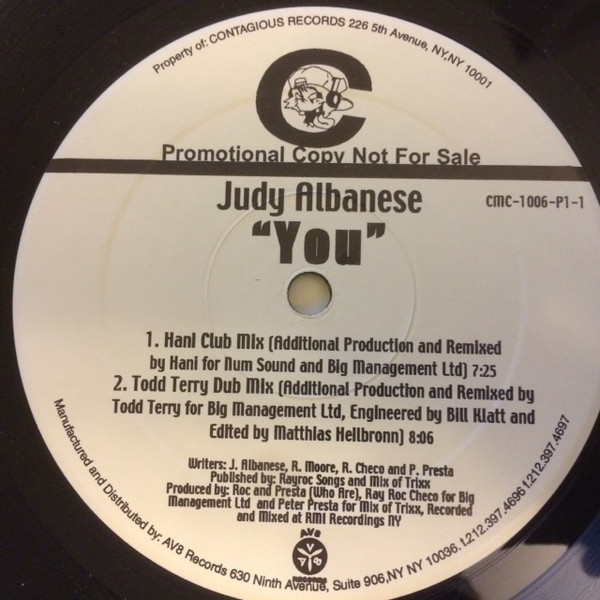 Property of: CONTAGIOUS RECORDS 226 5th Avenue, NY,NY 10001
C
Promotional Copy Not For Sale
Judy Albanese
CMC-1006-P1-1
"You"
1. Hani Club Mix (Additional Production and Remixed
by Hani for Num Sound and Big Management Ltd) 7:25
2. Todd Terry Dub Mix (Additional Production and Remixed by
Todd Terry for Big Management Ltd, Engineered by Bill Klatt and
Edited by Matthias Heilbronn) 8:06
Writers: J. Albanese, R. Moore, R. Checo and P. Presta
Published by: Rayroc Songs and Mix of Trixx
Produced by: Roc and Presta (Who Are), Ray Roc Checo for Big
Management Ltd and Peter Presta for Mix of Trixx, Recorded
and Mixed at RMI Recordings NY
AV8
Records
Manufactured and Distributed by: AV8 Records 630 Ninth Avenue, Suite 906,NY NY 10036. t.212.397.4696 f.212.397.4697